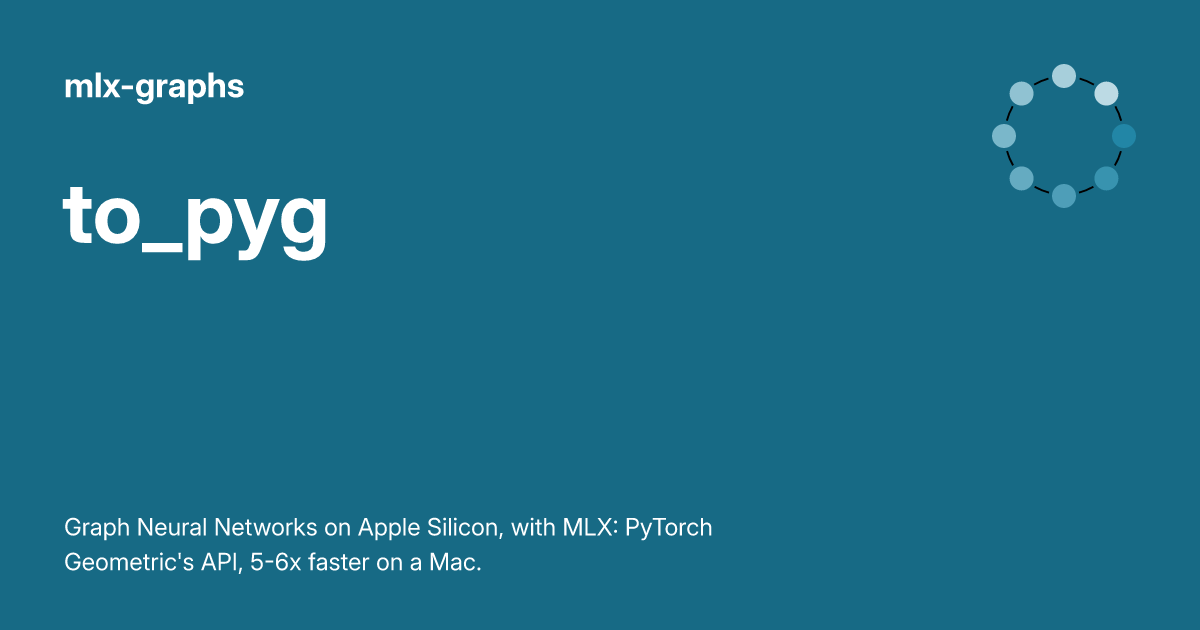 mlx-graphs
to_pyg
Graph Neural Networks on Apple Silicon, with MLX: PyTorch
Geometric's API, 5-6x faster on a Mac.